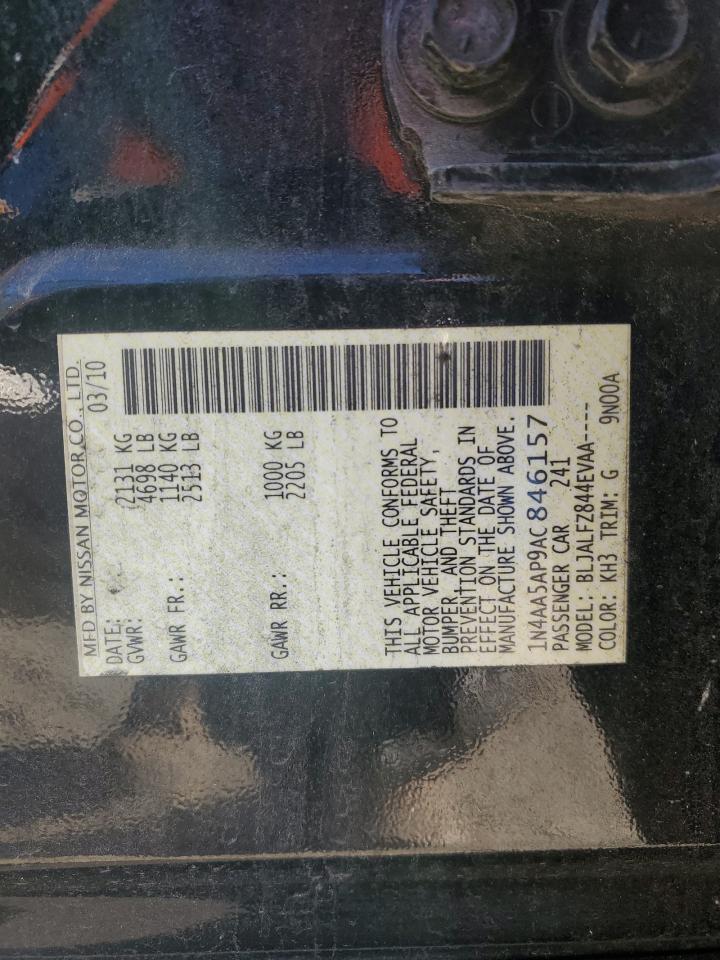 MFD BY NISSAN MOTOR CO., LTD.
DATE: 03/10
GVWR: 2131 KG
4698 LB
GAWR FR.: 1140 KG
2513 LB
GAWR RR.: 1000 KG
2205 LB
THIS VEHICLE CONFORMS TO
ALL APPLICABLE FEDERAL
MOTOR VEHICLE SAFETY,
BUMPER, AND THEFT
PREVENTION STANDARDS IN
EFFECT ON THE DATE OF
MANUFACTURE SHOWN ABOVE.
1N4AA5AP9AC846157
PASSENGER CAR 241
MODEL: BLJALFZ844EVAA----
COLOR: KH3 TRIM: G 9N00A